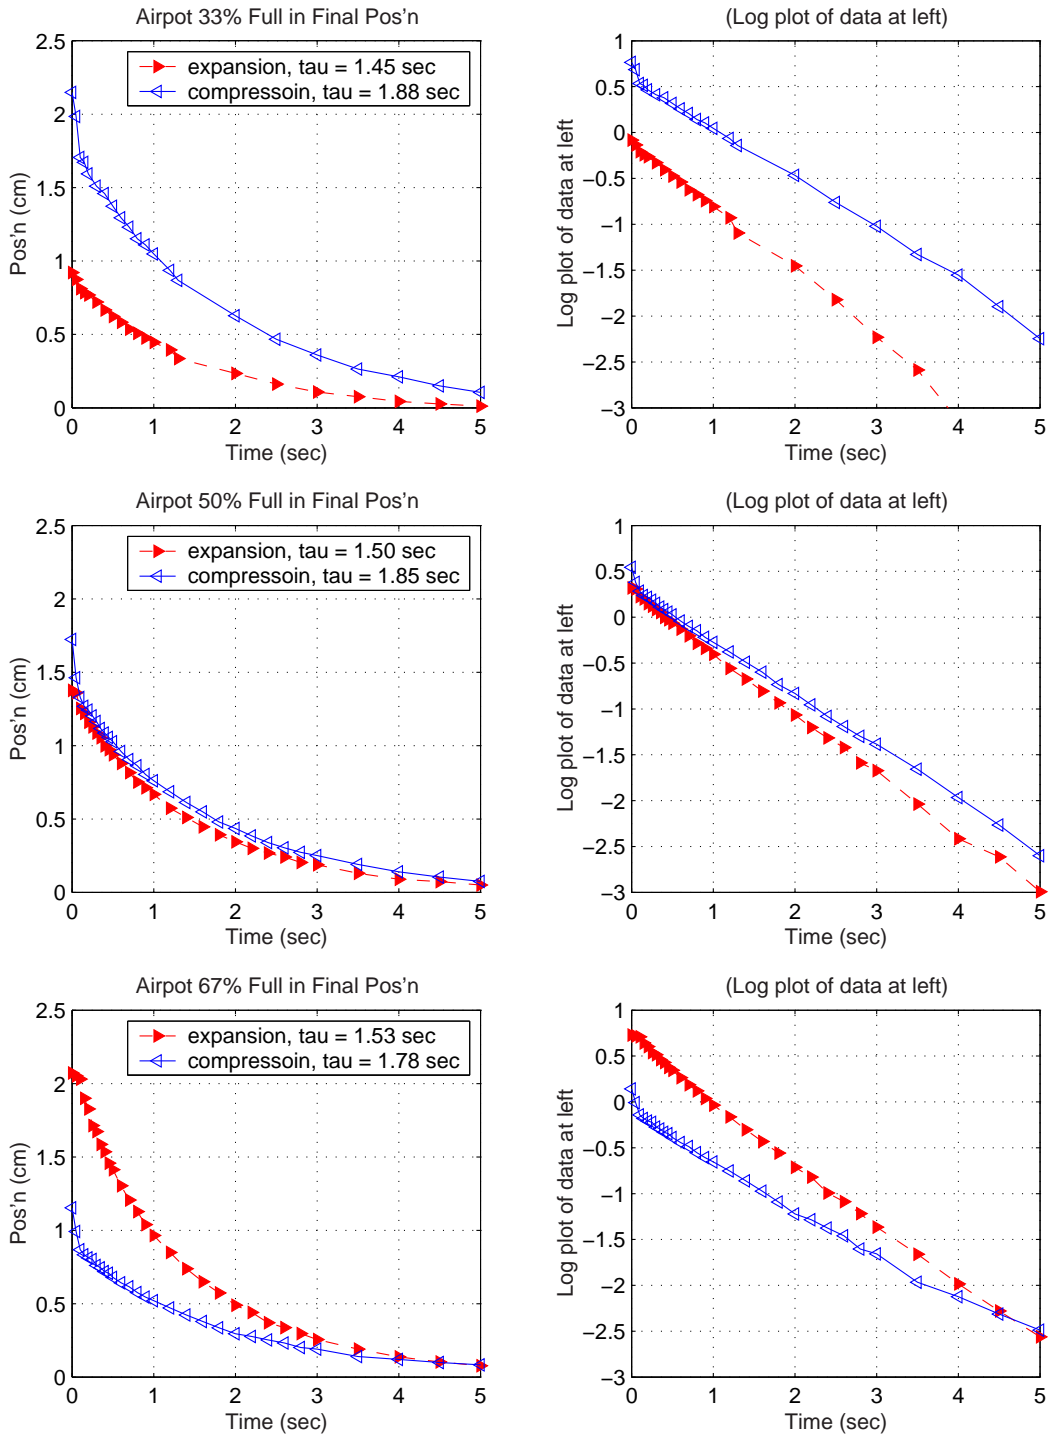 Airpot 33% Full in Final Pos'n
2.5
2
1.5
1
0.5
0
Pos'n (cm)
expansion, tau = 1.45 sec
compressoin, tau = 1.88 sec
0 1 2 3 4 5
Time (sec)
(Log plot of data at left)
1
0.5
0
−0.5
−1
−1.5
−2
−2.5
−3
Log plot of data at left
0 1 2 3 4 5
Time (sec)
Airpot 50% Full in Final Pos'n
2.5
2
1.5
1
0.5
0
Pos'n (cm)
expansion, tau = 1.50 sec
compressoin, tau = 1.85 sec
0 1 2 3 4 5
Time (sec)
(Log plot of data at left)
1
0.5
0
−0.5
−1
−1.5
−2
−2.5
−3
Log plot of data at left
0 1 2 3 4 5
Time (sec)
Airpot 67% Full in Final Pos'n
2.5
2
1.5
1
0.5
0
Pos'n (cm)
expansion, tau = 1.53 sec
compressoin, tau = 1.78 sec
0 1 2 3 4 5
Time (sec)
(Log plot of data at left)
1
0.5
0
−0.5
−1
−1.5
−2
−2.5
−3
Log plot of data at left
0 1 2 3 4 5
Time (sec)